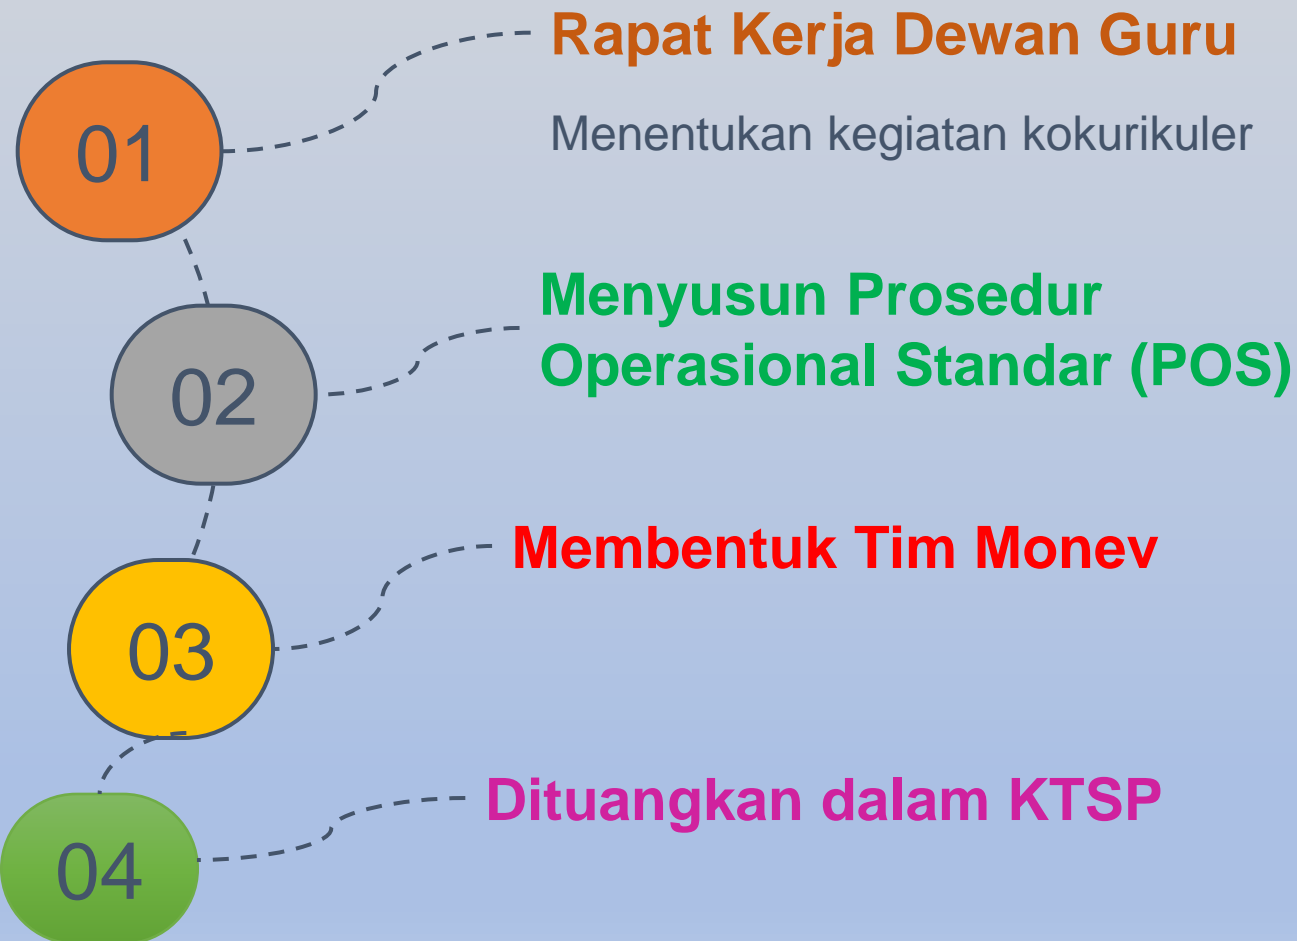 01
Rapat Kerja Dewan Guru
Menentukan kegiatan kokurikuler
02
Menyusun Prosedur
Operasional Standar (POS)
03
Membentuk Tim Monev
04
Dituangkan dalam KTSP